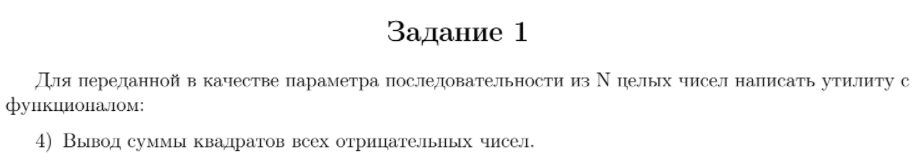 Задание 1
Для переданной в качестве параметра последовательности из N целых чисел написать утилиту с
функционалом:
4) Вывод суммы квадратов всех отрицательных чисел.